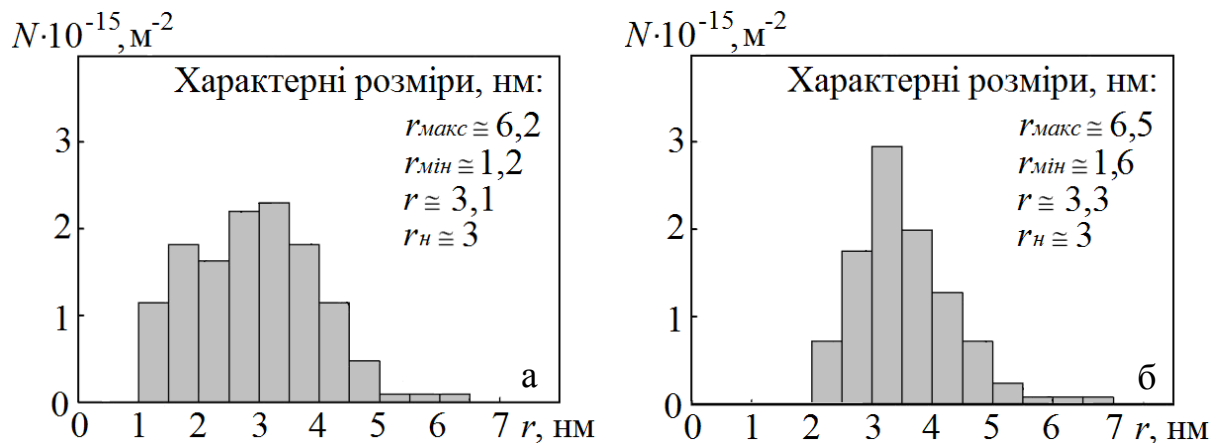 N·10⁻¹⁵, м⁻²
Характерні розміри, нм:
rмакс ≅ 6,2
rмін ≅ 1,2
r ≅ 3,1
rн ≅ 3
3
2
1
0
а
0 1 2 3 4 5 6 7 r, нм
N·10⁻¹⁵, м⁻²
Характерні розміри, нм:
rмакс ≅ 6,5
rмін ≅ 1,6
r ≅ 3,3
rн ≅ 3
3
2
1
0
б
0 1 2 3 4 5 6 7 r, нм